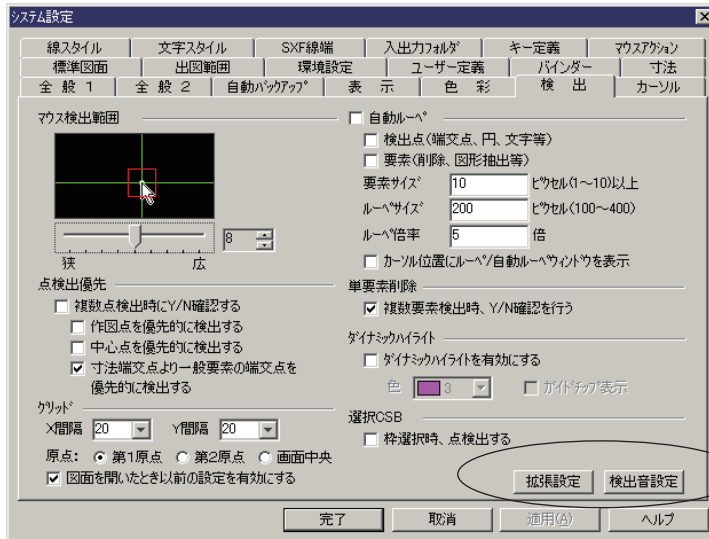 システム設定
線スタイル 文字スタイル SXF線端 入出力フォルダ キー定義 マウスアクション
標準図面 出図範囲 環境設定 ユーザー定義 バインダー 寸法
全般1 全般2 自動バックアップ 表示 色彩 検出 カーソル
マウス検出範囲
8
狭 広
点検出優先
複数点検出時にY/N確認する
作図点を優先的に検出する
中心点を優先的に検出する
寸法端交点より一般要素の端交点を
優先的に検出する
グリッド
X間隔 20 Y間隔 20
原点: 第1原点 第2原点 画面中央
図面を開いたとき以前の設定を有効にする
自動ルーペ
検出点(端交点、円、文字等)
要素(削除、図形抽出等)
要素サイズ 10 ピクセル(1~10)以上
ルーペサイズ 200 ピクセル(100~400)
ルーペ倍率 5 倍
カーソル位置にルーペ/自動ルーペウィンドウを表示
単要素削除
複数要素検出時、Y/N確認を行う
ダイナミックハイライト
ダイナミックハイライトを有効にする
色 3 ガイドチップ表示
選択CSB
枠選択時、点検出する
拡張設定 検出音設定
完了 取消 適用(A) ヘルプ